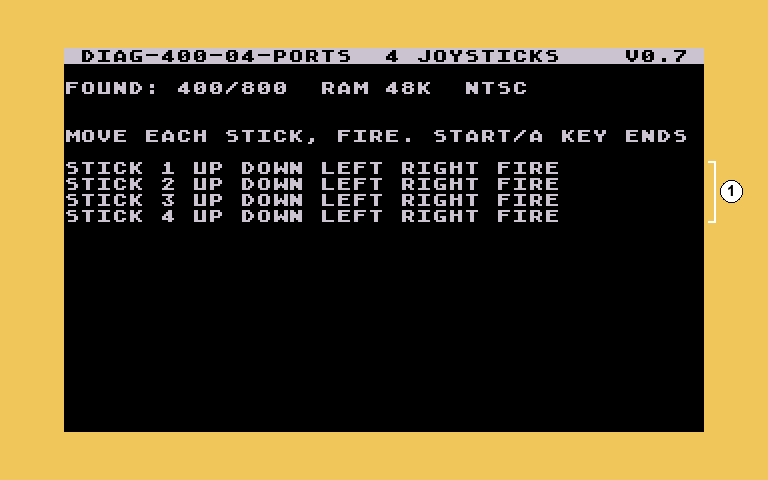 DIAG-400-04-PORTS  4 JOYSTICKS    V0.7
FOUND: 400/800  RAM 48K  NTSC
MOVE EACH STICK, FIRE. START/A KEY ENDS
STICK 1 UP DOWN LEFT RIGHT FIRE
STICK 2 UP DOWN LEFT RIGHT FIRE
STICK 3 UP DOWN LEFT RIGHT FIRE
STICK 4 UP DOWN LEFT RIGHT FIRE
1